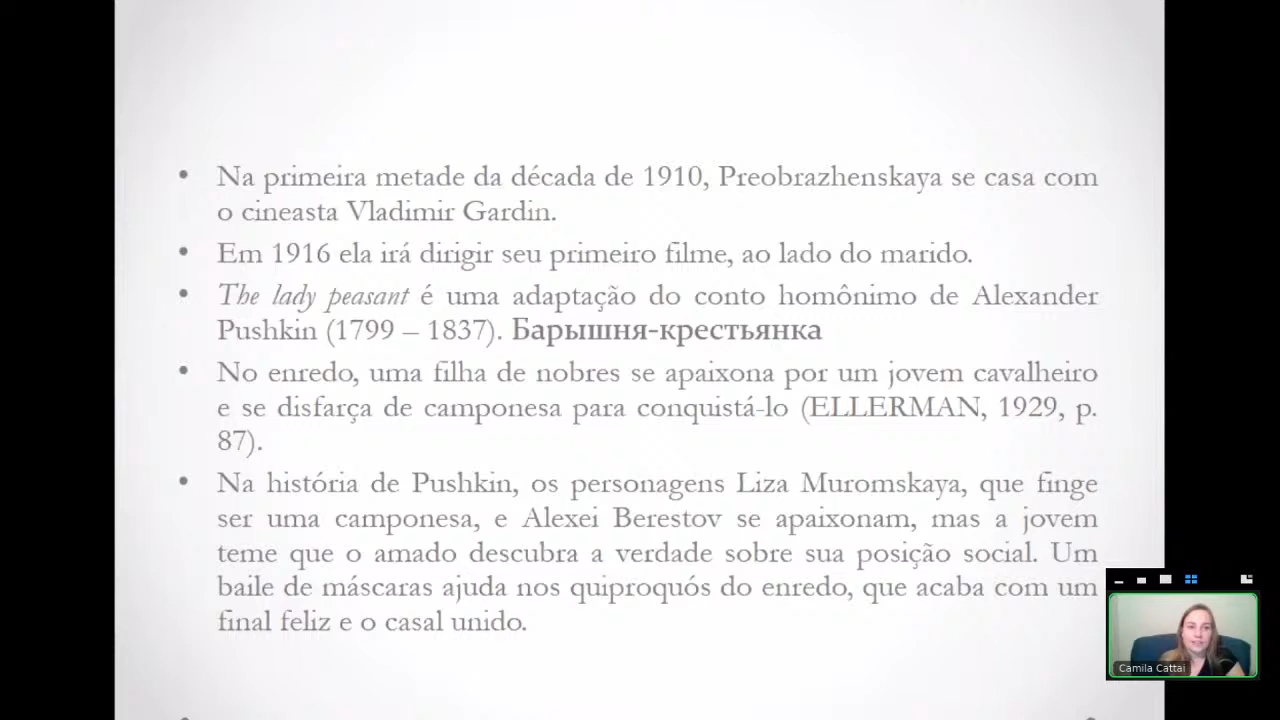 • Na primeira metade da década de 1910, Preobrazhenskaya se casa com
o cineasta Vladimir Gardin.
• Em 1916 ela irá dirigir seu primeiro filme, ao lado do marido.
• The lady peasant é uma adaptação do conto homônimo de Alexander
Pushkin (1799 – 1837). Барышня-крестьянка
• No enredo, uma filha de nobres se apaixona por um jovem cavalheiro
e se disfarça de camponesa para conquistá-lo (ELLERMAN, 1929, p.
87).
• Na história de Pushkin, os personagens Liza Muromskaya, que finge
ser uma camponesa, e Alexei Berestov se apaixonam, mas a jovem
teme que o amado descubra a verdade sobre sua posição social. Um
baile de máscaras ajuda nos quiproquós do enredo, que acaba com um
final feliz e o casal unido.
Camila Cattai